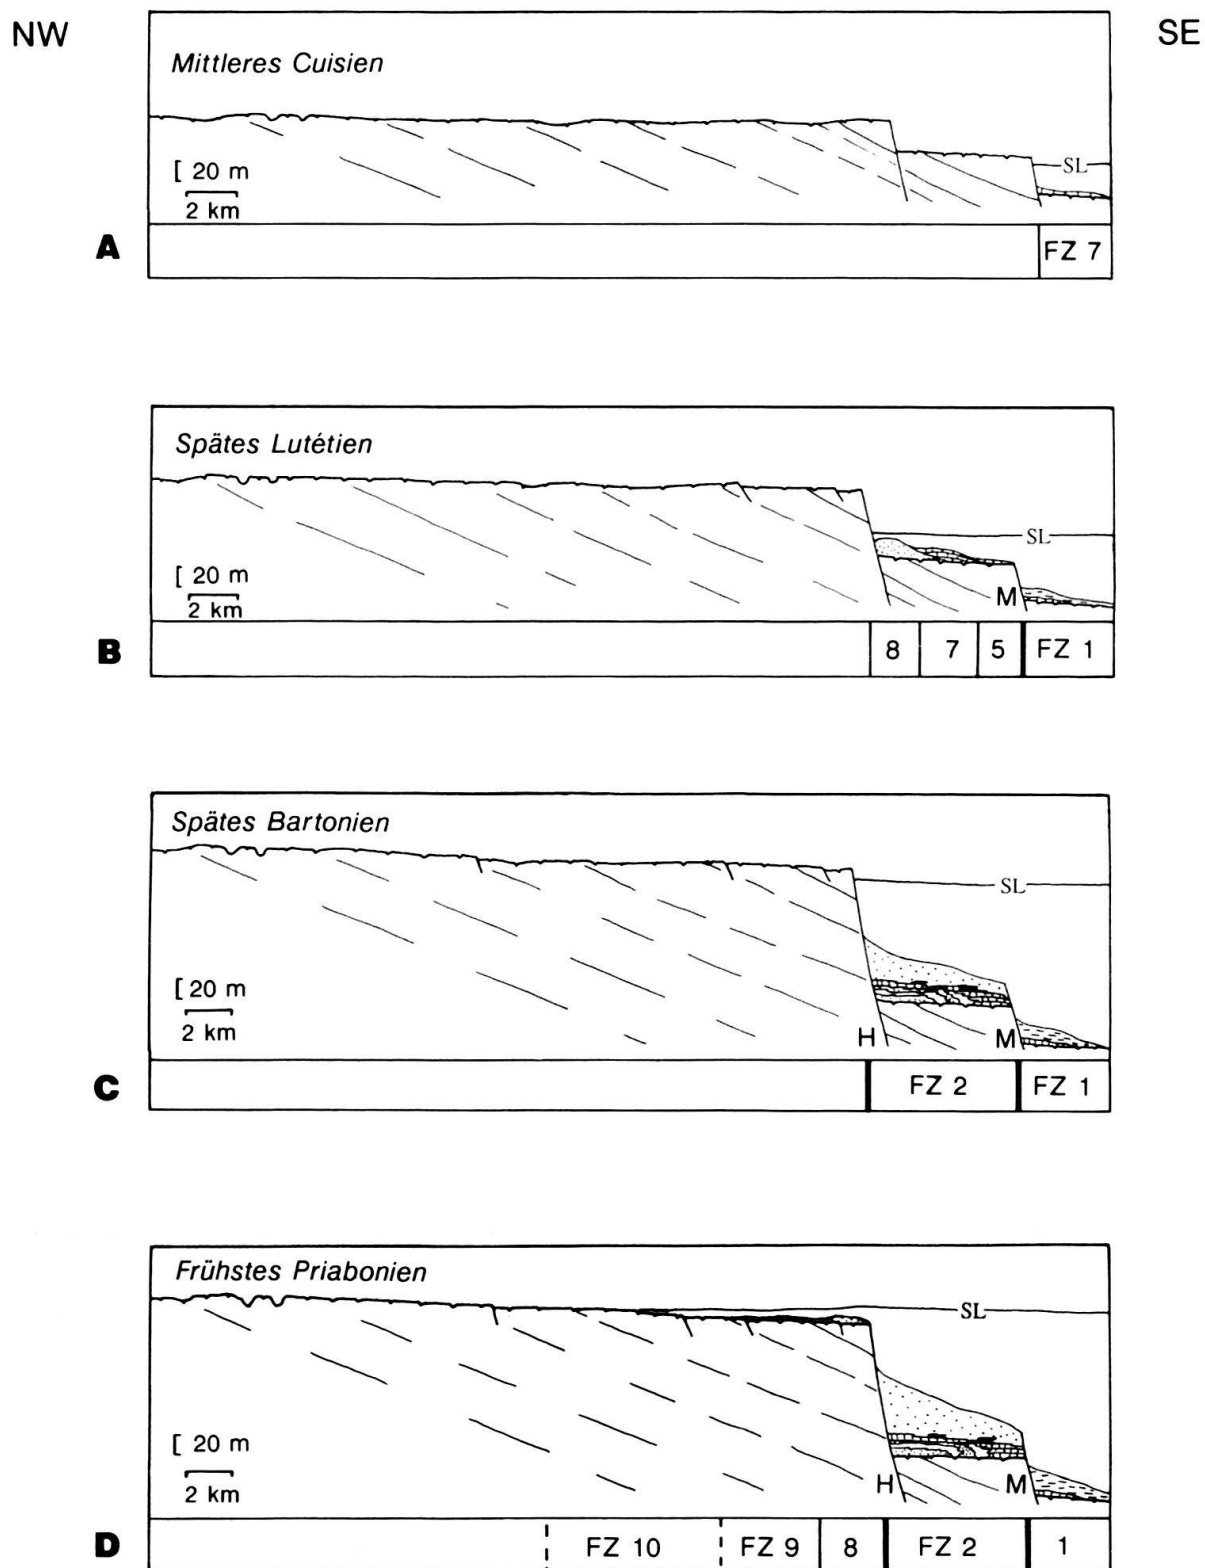 NW
SE
Mittleres Cuisien
SL
[ 20 m
2 km
A
FZ 7
Spätes Lutétien
SL
[ 20 m
2 km
M
B
8 7 5 FZ 1
Spätes Bartonien
SL
[ 20 m
2 km
H M
C
FZ 2 FZ 1
Frühstes Priabonien
SL
[ 20 m
2 km
H M
D
FZ 10 FZ 9 8 FZ 2 1